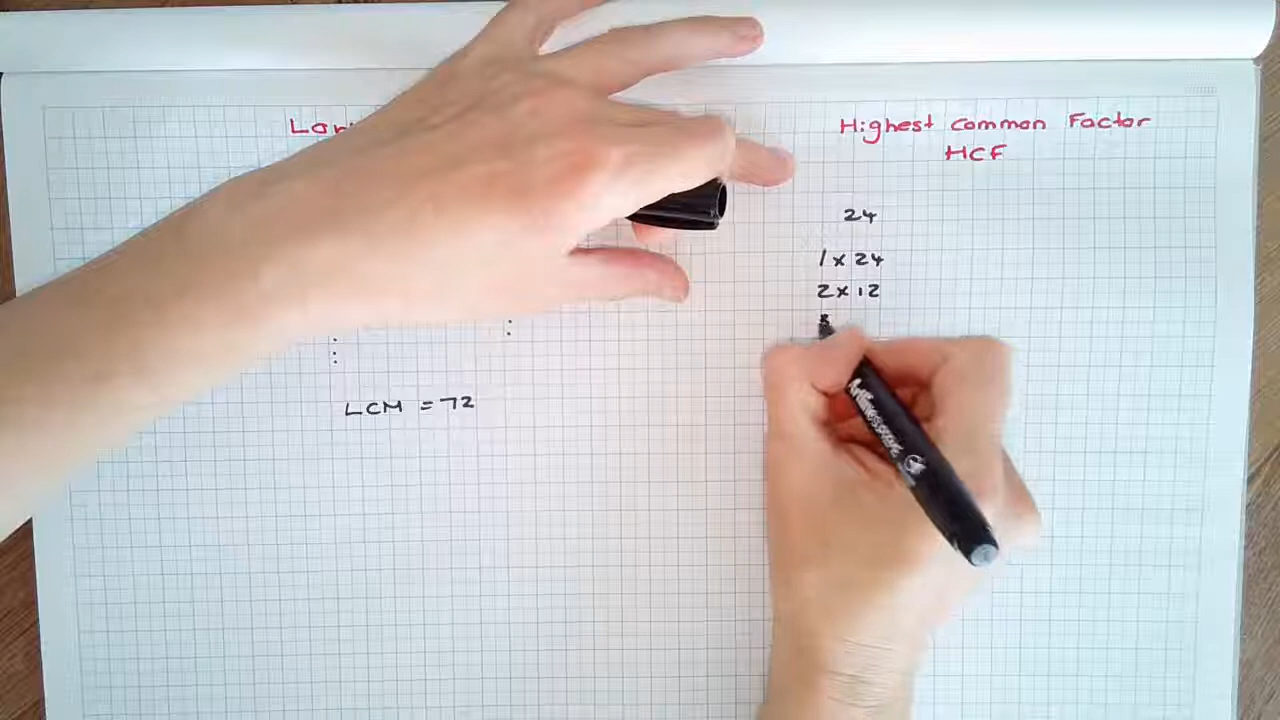 Highest Common Factor
HCF
24
1 x 24
2 x 12
LCM = 72